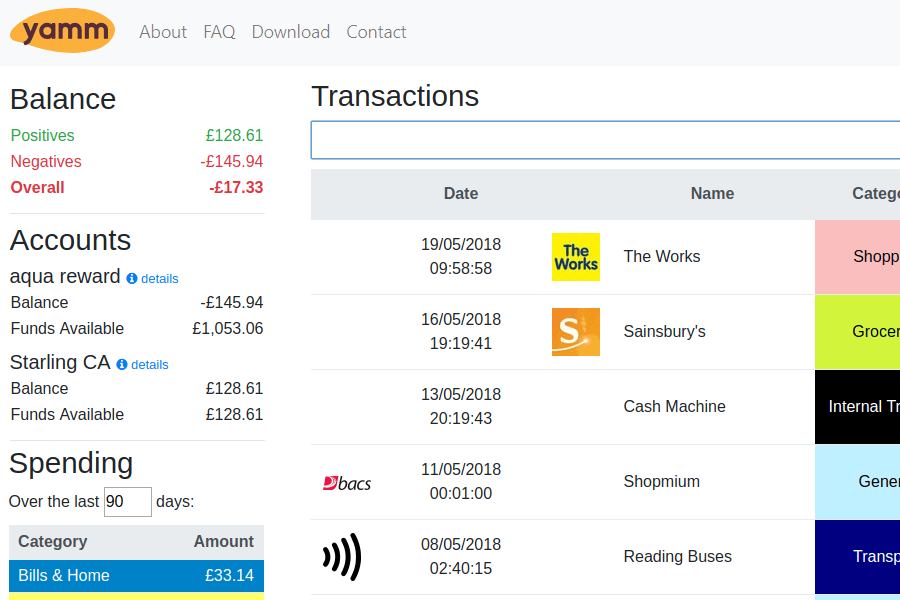 yamm About FAQ Download Contact
Balance
Positives £128.61
Negatives -£145.94
Overall -£17.33
Accounts
aqua reward details
Balance -£145.94
Funds Available £1,053.06
Starling CA details
Balance £128.61
Funds Available £128.61
Spending
Over the last 90 days:
Category Amount
Bills & Home £33.14
Transactions
Date Name Catego
19/05/2018
09:58:58
The
Works
The Works
Shopp
16/05/2018
19:19:41
S
Sainsbury's
Grocer
13/05/2018
20:19:43
Cash Machine
Internal Tr
bacs
11/05/2018
00:01:00
Shopmium
Gener
08/05/2018
02:40:15
Reading Buses
Transp